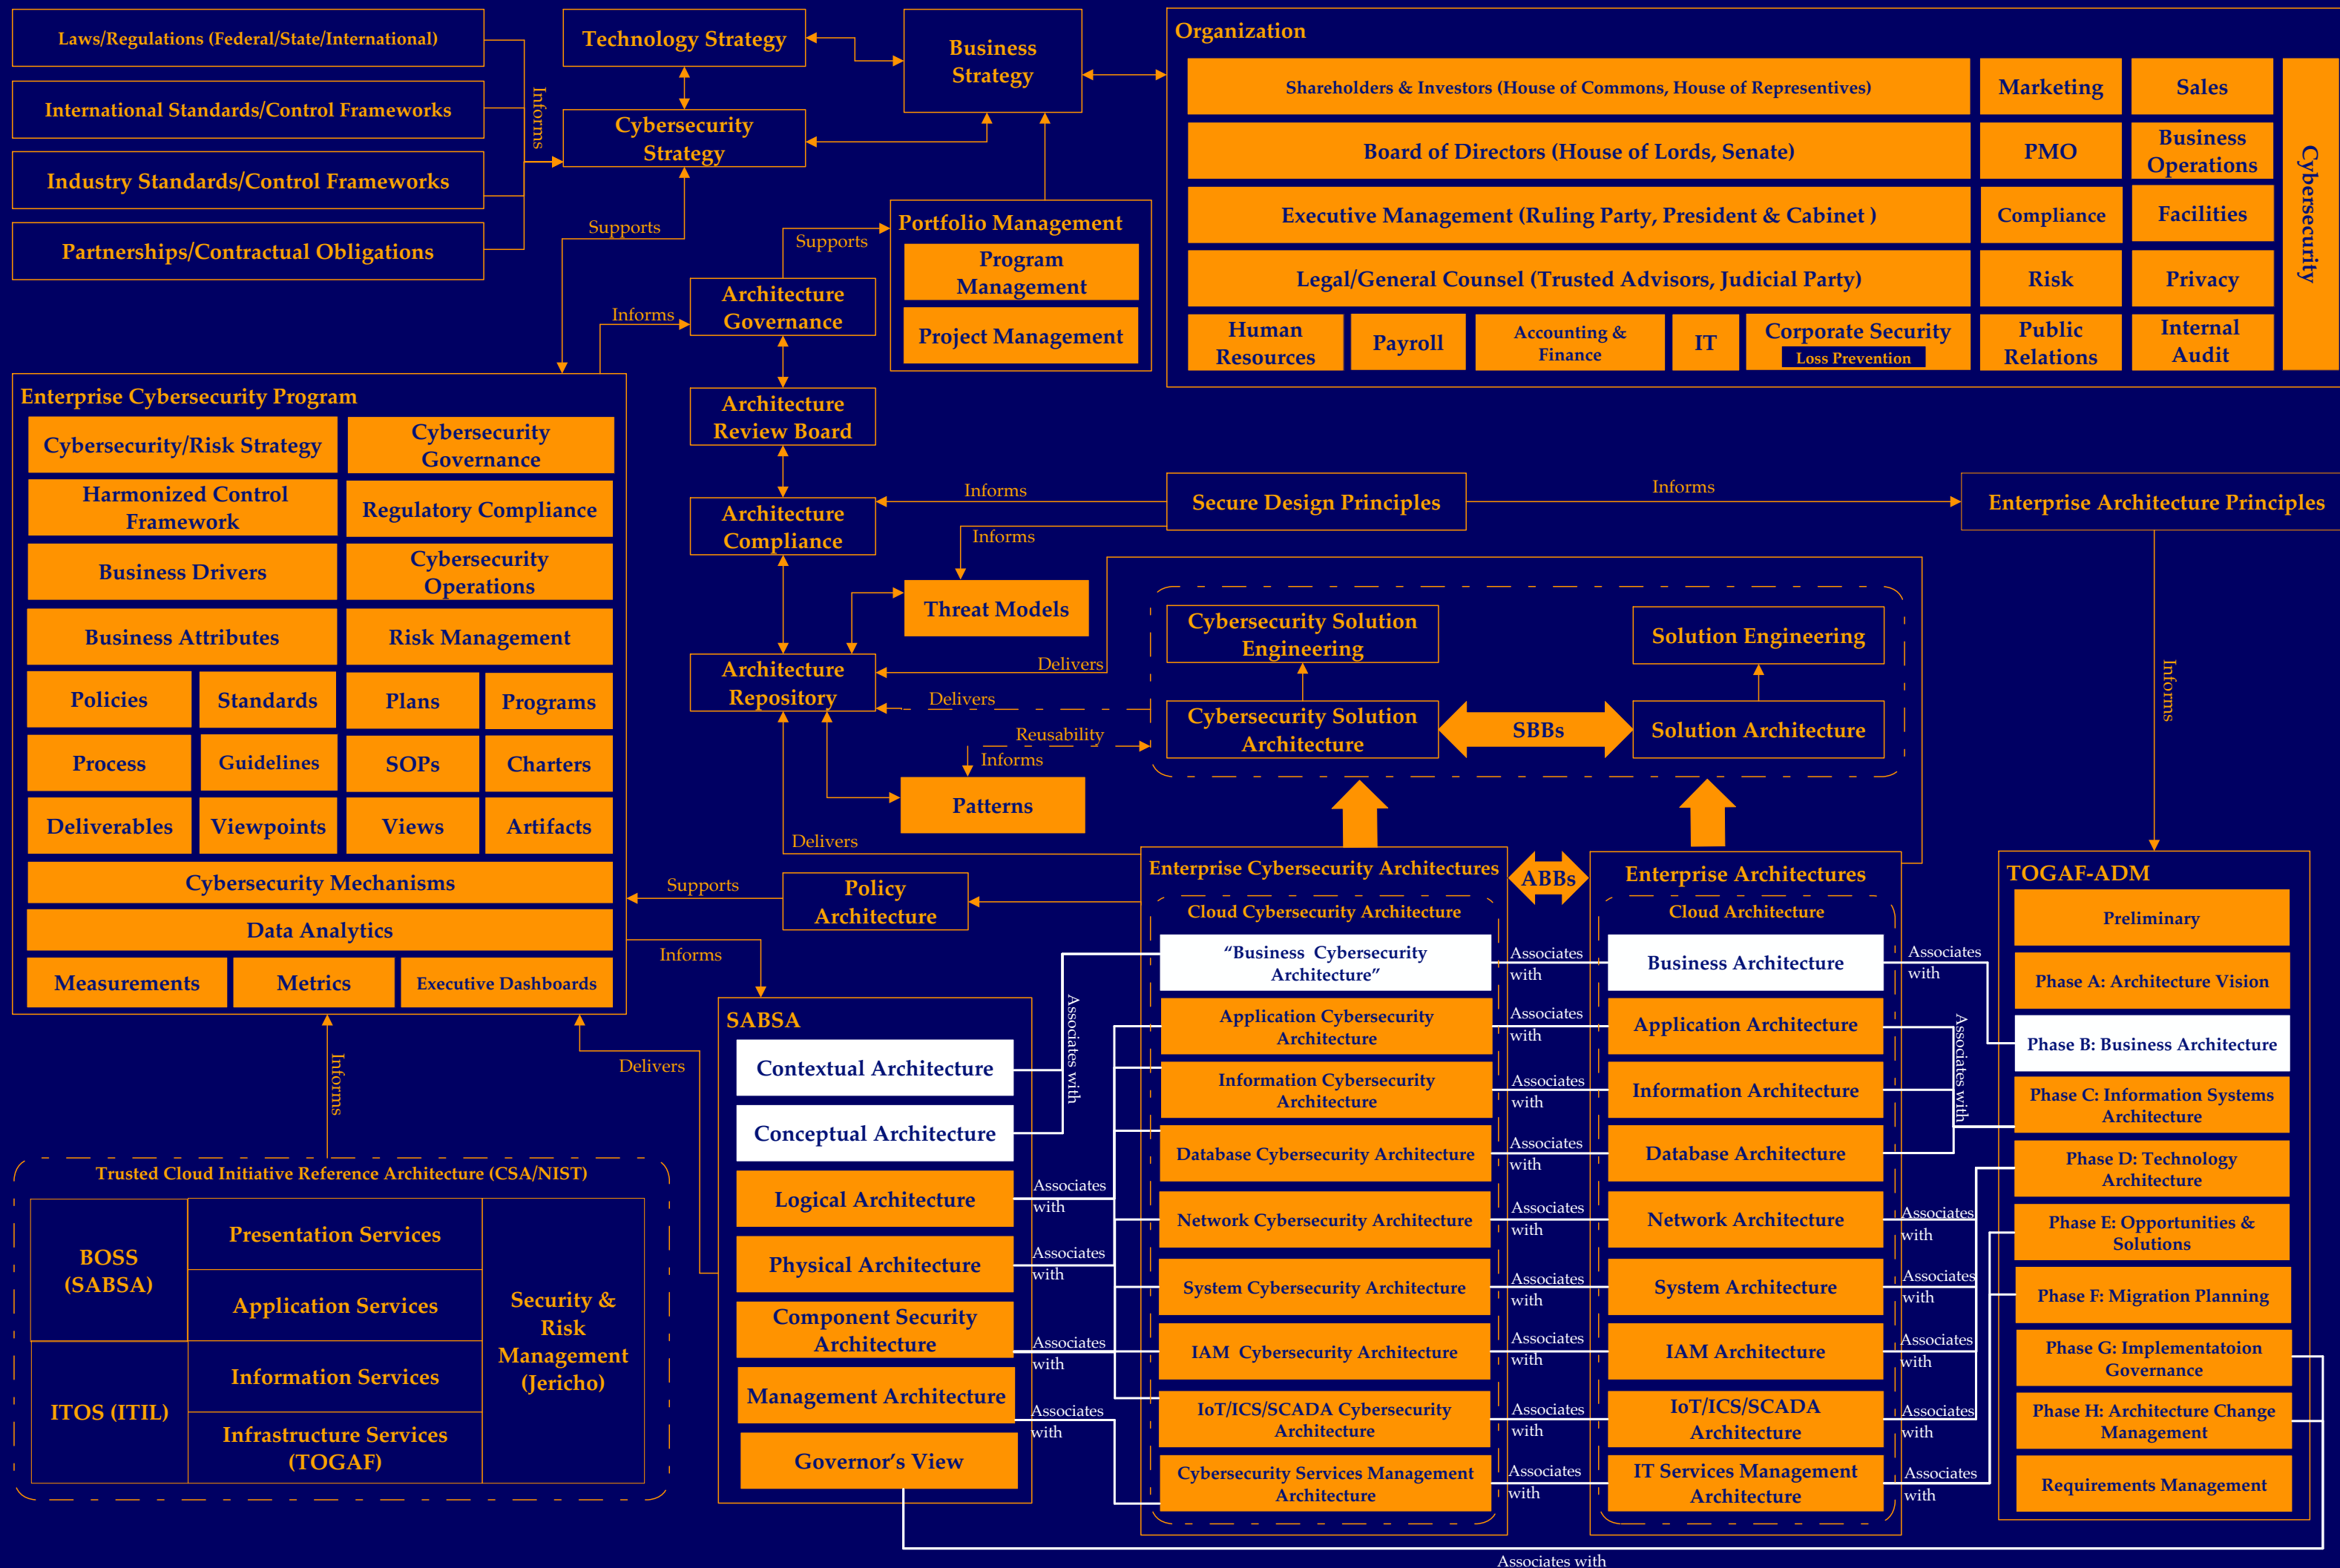 Laws/Regulations (Federal/State/International)
International Standards/Control Frameworks
Industry Standards/Control Frameworks
Partnerships/Contractual Obligations
Informs
Technology Strategy
Cybersecurity
Strategy
Business
Strategy
Supports
Supports
Informs
Portfolio Management
Program
Management
Project Management
Architecture
Governance
Architecture
Review Board
Architecture
Compliance
Architecture
Repository
Organization
Shareholders & Investors (House of Commons, House of Representatives)
Board of Directors (House of Lords, Senate)
Executive Management (Ruling Party, President & Cabinet )
Legal/General Counsel (Trusted Advisors, Judicial Party)
Human
Resources
Payroll
Accounting &
Finance
IT
Corporate Security
Loss Prevention
Marketing
Sales
PMO
Business
Operations
Compliance
Facilities
Risk
Privacy
Public
Relations
Internal
Audit
Cybersecurity
Enterprise Cybersecurity Program
Cybersecurity/Risk Strategy
Cybersecurity
Governance
Harmonized Control
Framework
Regulatory Compliance
Business Drivers
Cybersecurity
Operations
Business Attributes
Risk Management
Policies
Standards
Plans
Programs
Process
Guidelines
SOPs
Charters
Deliverables
Viewpoints
Views
Artifacts
Cybersecurity Mechanisms
Data Analytics
Measurements
Metrics
Executive Dashboards
Informs
Secure Design Principles
Informs
Enterprise Architecture Principles
Informs
Informs
Threat Models
Delivers
Delivers
Reusability
Informs
Patterns
Delivers
Cybersecurity Solution
Engineering
Solution Engineering
Cybersecurity Solution
Architecture
SBBs
Solution Architecture
Supports
Policy
Architecture
Informs
Informs
Delivers
Trusted Cloud Initiative Reference Architecture (CSA/NIST)
BOSS
(SABSA)
ITOS (ITIL)
Presentation Services
Application Services
Information Services
Infrastructure Services
(TOGAF)
Security &
Risk
Management
(Jericho)
SABSA
Contextual Architecture
Conceptual Architecture
Logical Architecture
Physical Architecture
Component Security
Architecture
Management Architecture
Governor's View
Associates with
Associates
with
Associates
with
Associates
with
Associates
with
Enterprise Cybersecurity Architectures
Cloud Cybersecurity Architecture
“Business Cybersecurity
Architecture”
Application Cybersecurity
Architecture
Information Cybersecurity
Architecture
Database Cybersecurity Architecture
Network Cybersecurity Architecture
System Cybersecurity Architecture
IAM Cybersecurity Architecture
IoT/ICS/SCADA Cybersecurity
Architecture
Cybersecurity Services Management
Architecture
ABBs
Associates
with
Associates
with
Associates
with
Associates
with
Associates
with
Associates
with
Associates
with
Associates
with
Associates
with
Enterprise Architectures
Cloud Architecture
Business Architecture
Application Architecture
Information Architecture
Database Architecture
Network Architecture
System Architecture
IAM Architecture
IoT/ICS/SCADA
Architecture
IT Services Management
Architecture
Associates
with
Associates with
Associates
with
Associates
with
Associates
with
Associates
with
Associates
with
TOGAF-ADM
Preliminary
Phase A: Architecture Vision
Phase B: Business Architecture
Phase C: Information Systems
Architecture
Phase D: Technology
Architecture
Phase E: Opportunities &
Solutions
Phase F: Migration Planning
Phase G: Implementatoion
Governance
Phase H: Architecture Change
Management
Requirements Management
Associates with